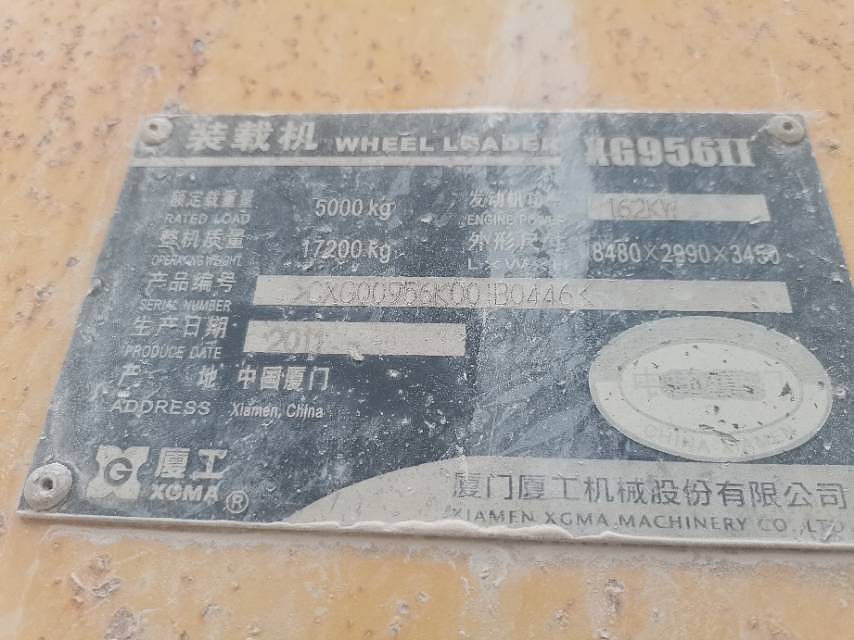 装载机 WHEEL LOADER XG956II
额定载重量 5000 kg 发动机功率 162KW
RATED LOAD ENGINE POWER
整机质量 17200 kg 外形尺寸 8480×2990×3450
OPERATING WEIGHT L×W×H
产品编号
SERIAL NUMBER >CXG00956K001B0446<
生产日期 2011
PRODUCE DATE
产 地 中国厦门
ADDRESS Xiamen, China
CHINA XIAMEN
G 厦工
XGMA ®
厦门厦工机械股份有限公司
XIAMEN XGMA MACHINERY CO.,LTD